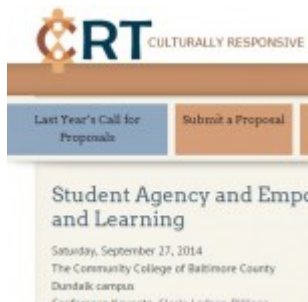 CRT CULTURALLY RESPONSIVE
Last Year's Call for
Proposals
Submit a Proposal
Student Agency and Empo
and Learning
Saturday, September 27, 2014
The Community College of Baltimore County
Dundalk campus